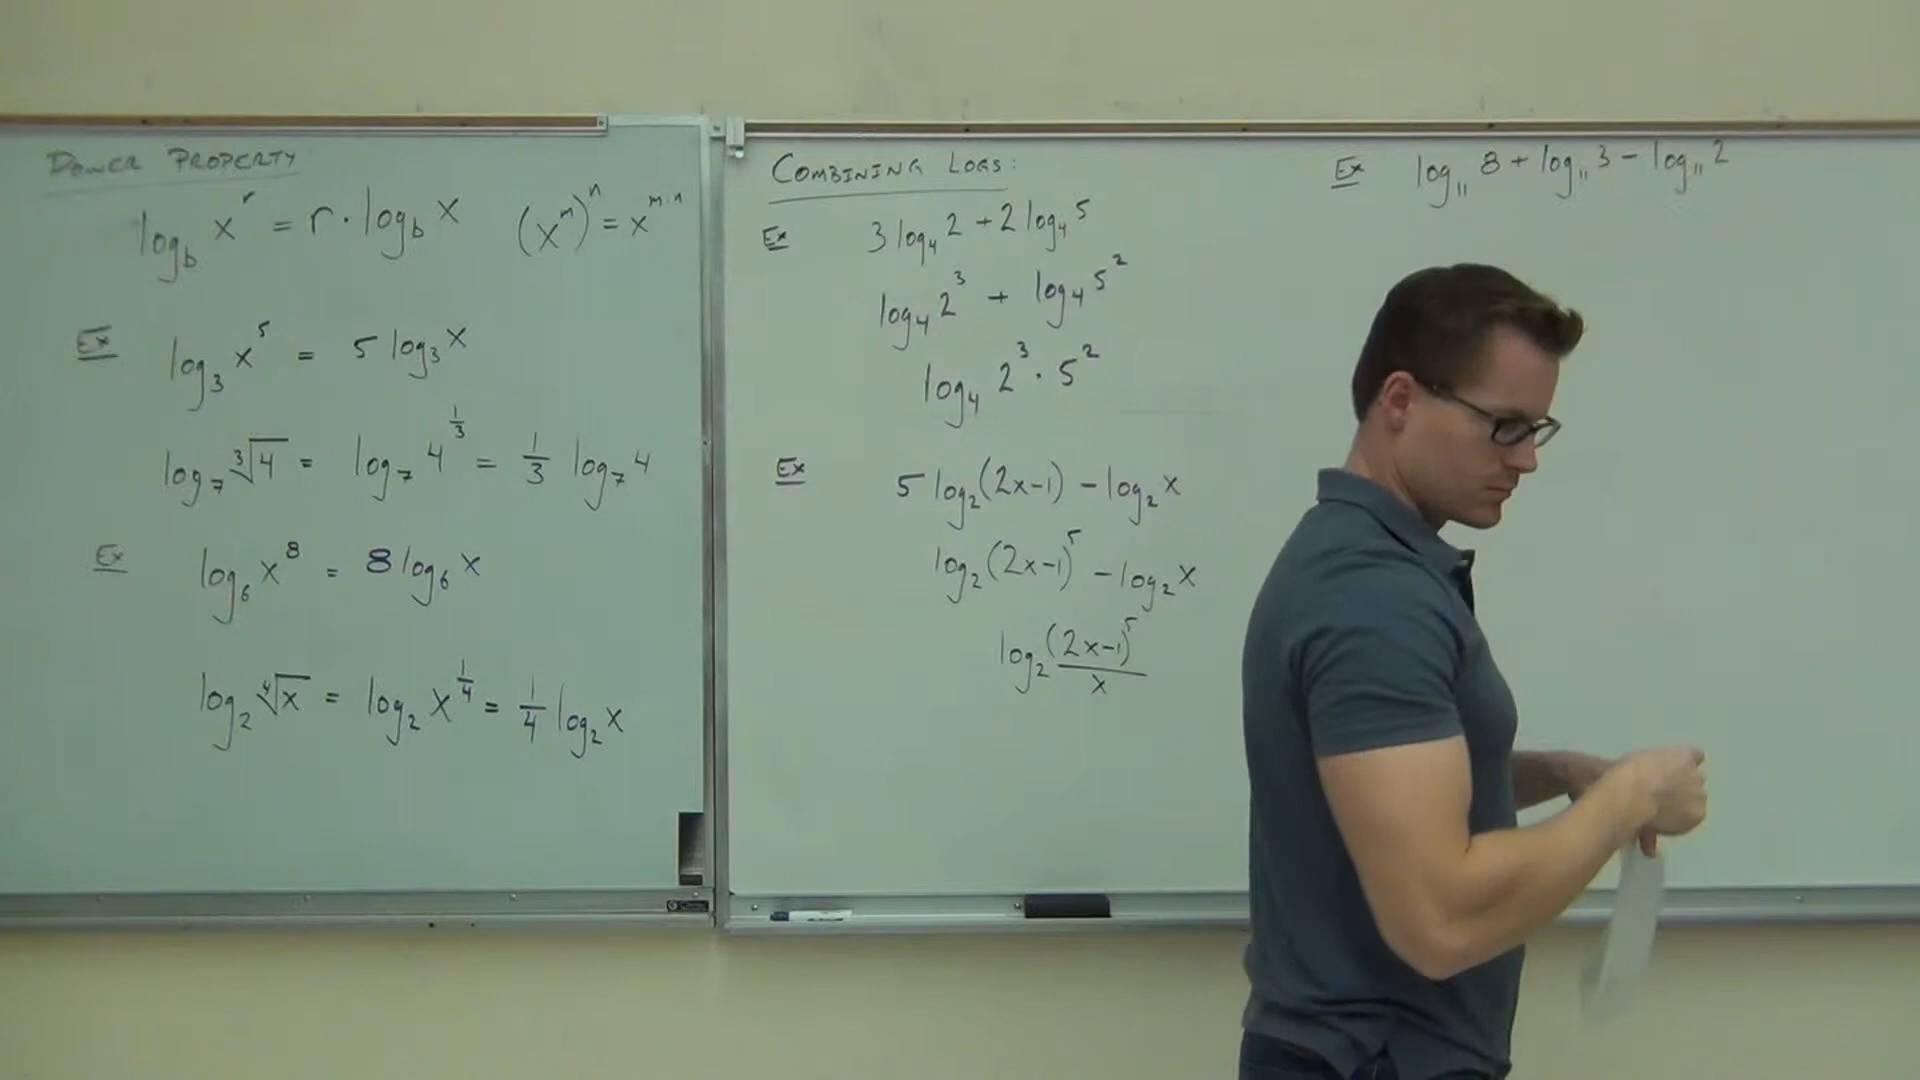 POWER PROPERTY
log_b x^r = r · log_b x (x^m)^n = x^{m·n}
Ex log_3 x^5 = 5 log_3 x
log_7 ∛4 = log_7 4^{1/3} = 1/3 log_7 4
Ex log_6 x^8 = 8 log_6 x
log_2 ∜x = log_2 x^{1/4} = 1/4 log_2 x
COMBINING LOGS:
Ex 3 log_4 2 + 2 log_4 5
log_4 2^3 + log_4 5^2
log_4 2^3 · 5^2
Ex 5 log_2 (2x-1) - log_2 x
log_2 (2x-1)^5 - log_2 x
log_2 (2x-1)^5 / x
Ex log_11 8 + log_11 3 - log_11 2